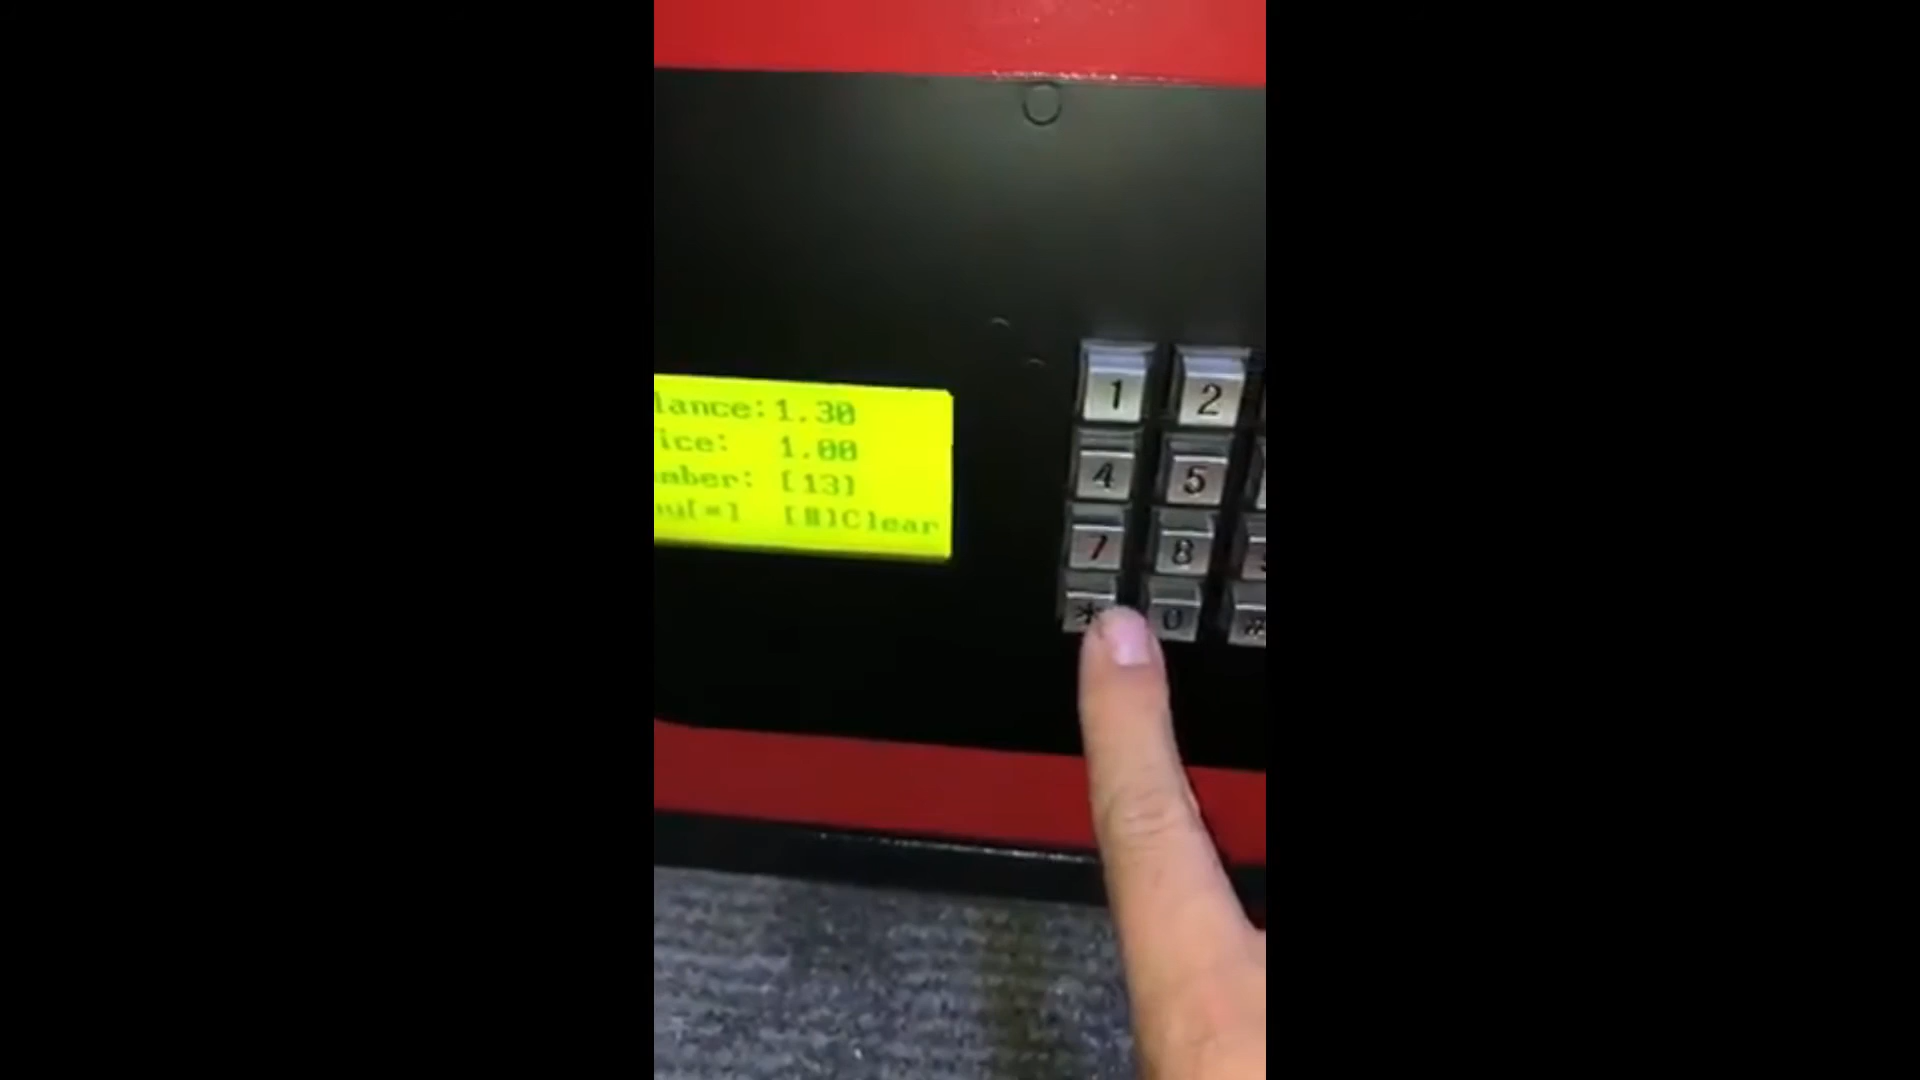 lance: 1.30
ice: 1.00
mber: [13]
[*] [#]Clear
1 2
4 5
7 8
* 0 #